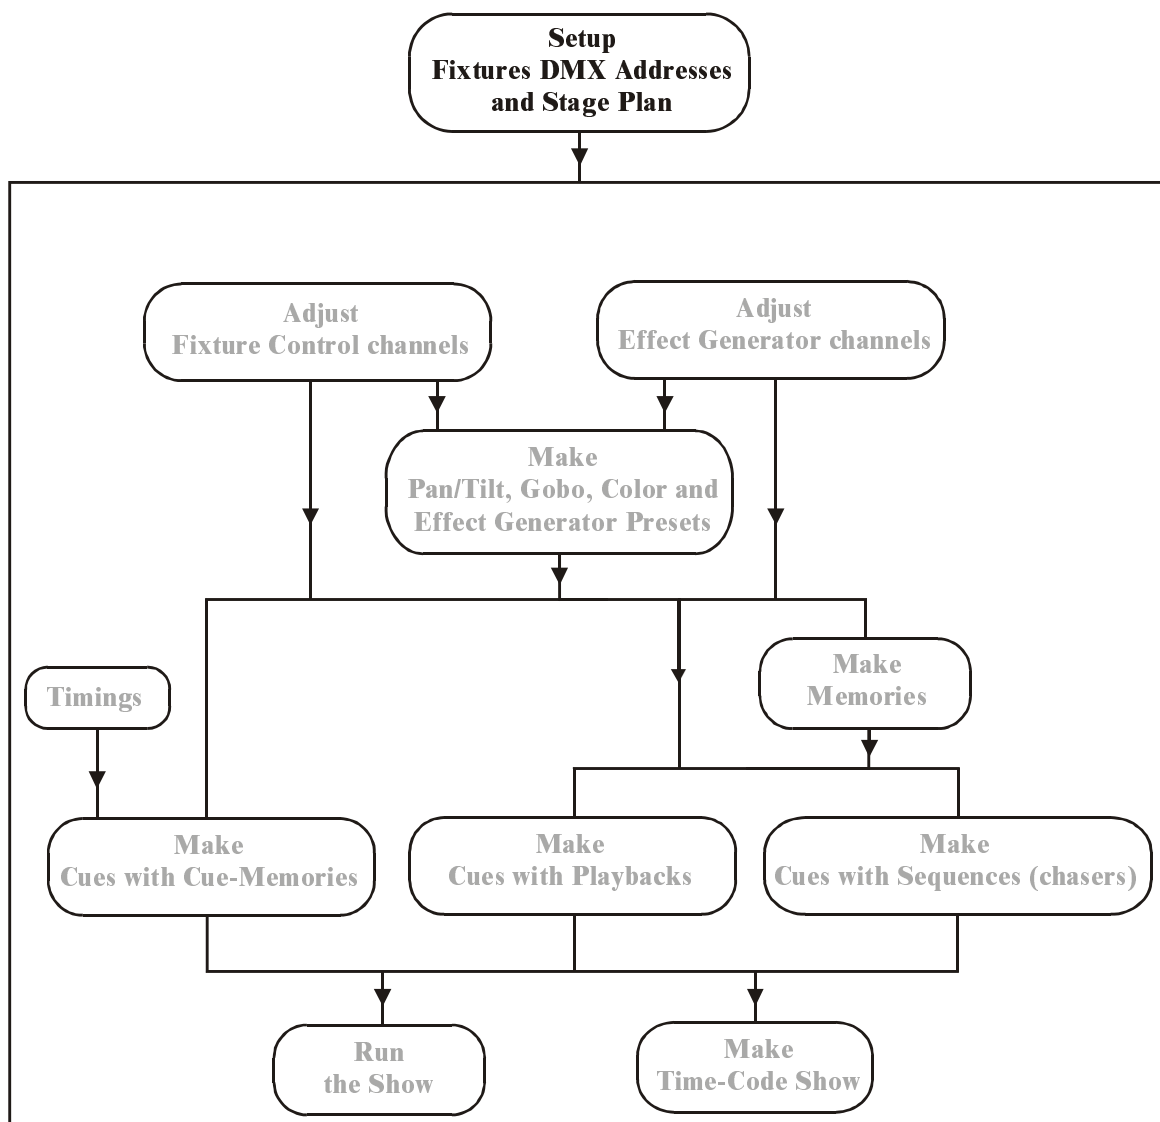 Setup
Fixtures DMX Addresses
and Stage Plan
Adjust
Fixture Control channels
Adjust
Effect Generator channels
Make
Pan/Tilt, Gobo, Color and
Effect Generator Presets
Make
Memories
Timings
Make
Cues with Cue-Memories
Make
Cues with Playbacks
Make
Cues with Sequences (chasers)
Run
the Show
Make
Time-Code Show